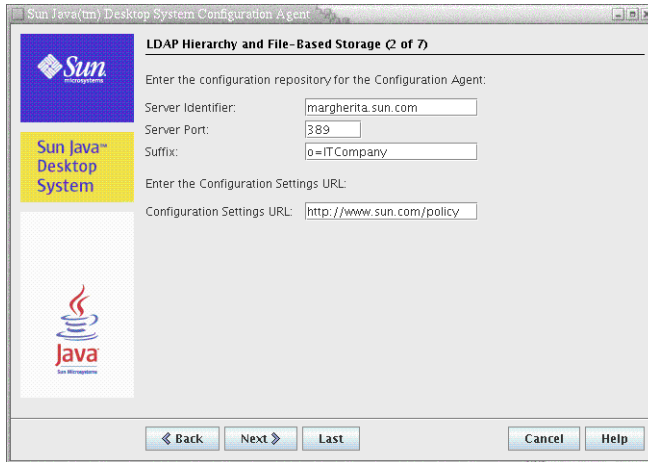 Sun Java(tm) Desktop System Configuration Agent
Sun
microsystems
Sun Java™
Desktop
System
Java
Sun Microsystems
LDAP Hierarchy and File-Based Storage (2 of 7)
Enter the configuration repository for the Configuration Agent:
Server Identifier: margherita.sun.com
Server Port: 389
Suffix: o=ITCompany
Enter the Configuration Settings URL:
Configuration Settings URL: http://www.sun.com/policy
Back Next Last Cancel Help